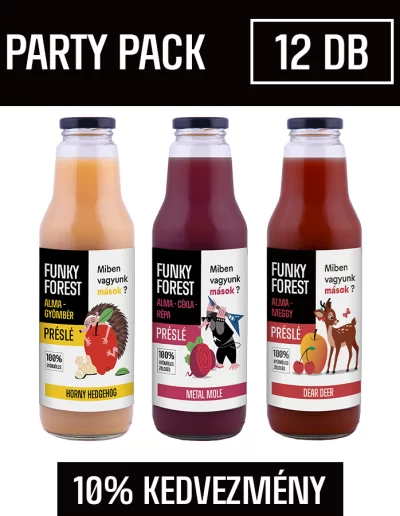 PARTY PACK
12 DB
FUNKY
FOREST
ALMA -
GYÖMBÉR
PRÉSLÉ
100%
Miben
vagyunk
mások ?
HORNY HEDGEHOG
FUNKY
FOREST
ALMA - CÉKLA -
RÉPA
PRÉSLÉ
100%
Miben
vagyunk
mások ?
METAL MOLE
FUNKY
FOREST
ALMA -
MEGGY
PRÉSLÉ
100%
Miben
vagyunk
mások ?
DEAR DEER
10% KEDVEZMÉNY